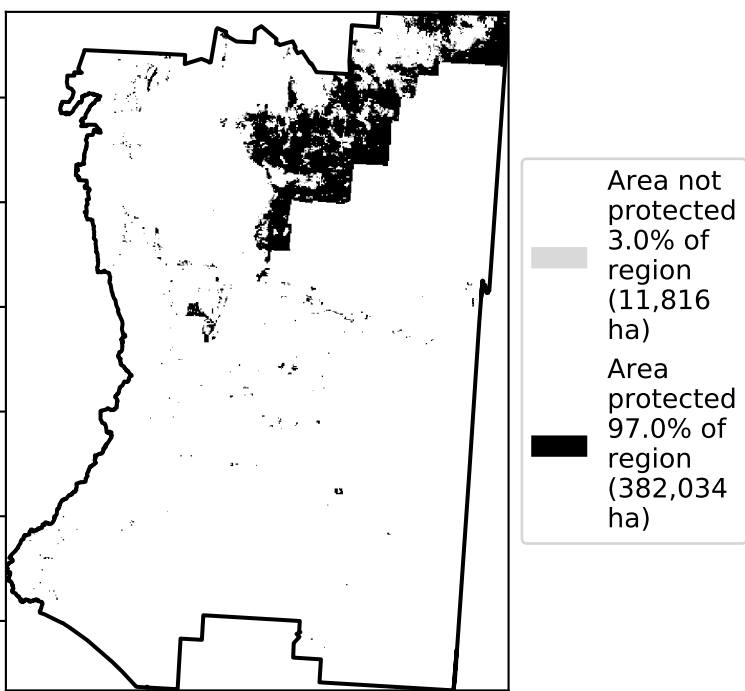 Area not
protected
3.0% of
region
(11,816
ha)
Area
protected
97.0% of
region
(382,034
ha)